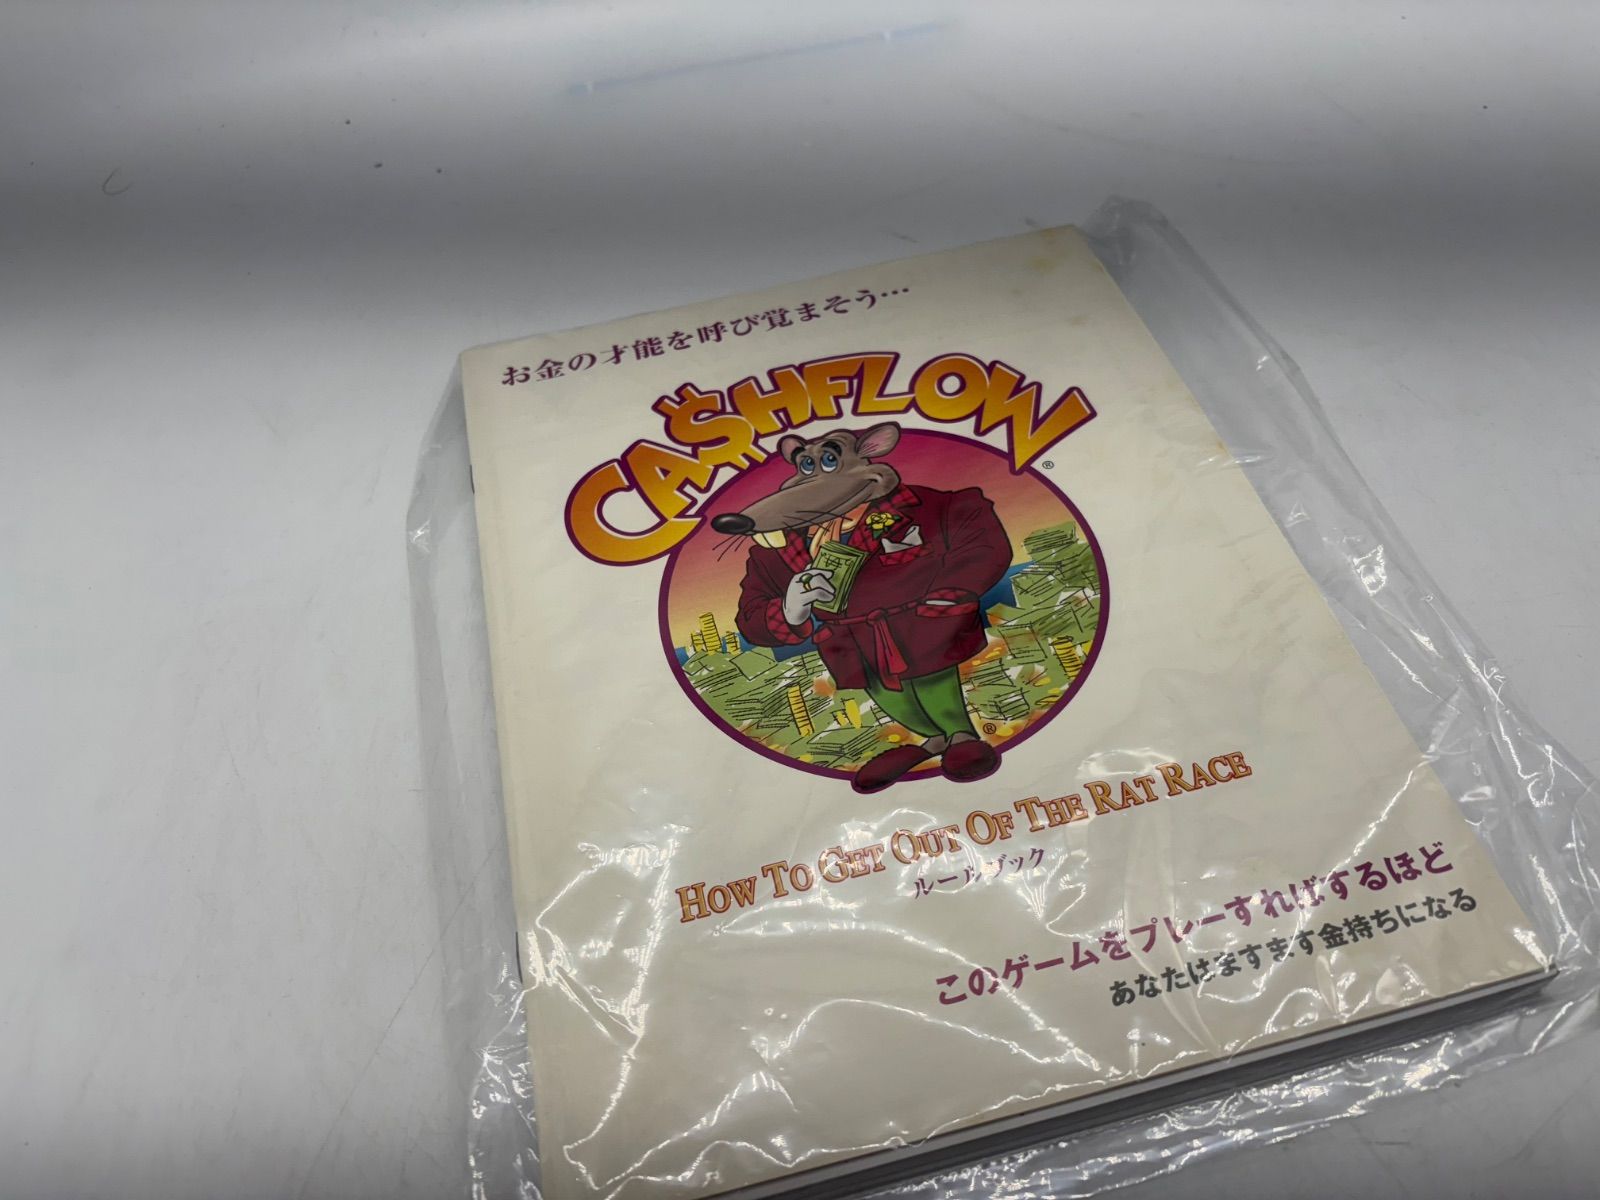 お金の才能を呼び覚まそう…
CA$HFLOW®
®
HOW TO GET OUT OF THE RAT RACE
ルールブック
このゲームをプレーすればするほど
あなたはますます金持ちになる